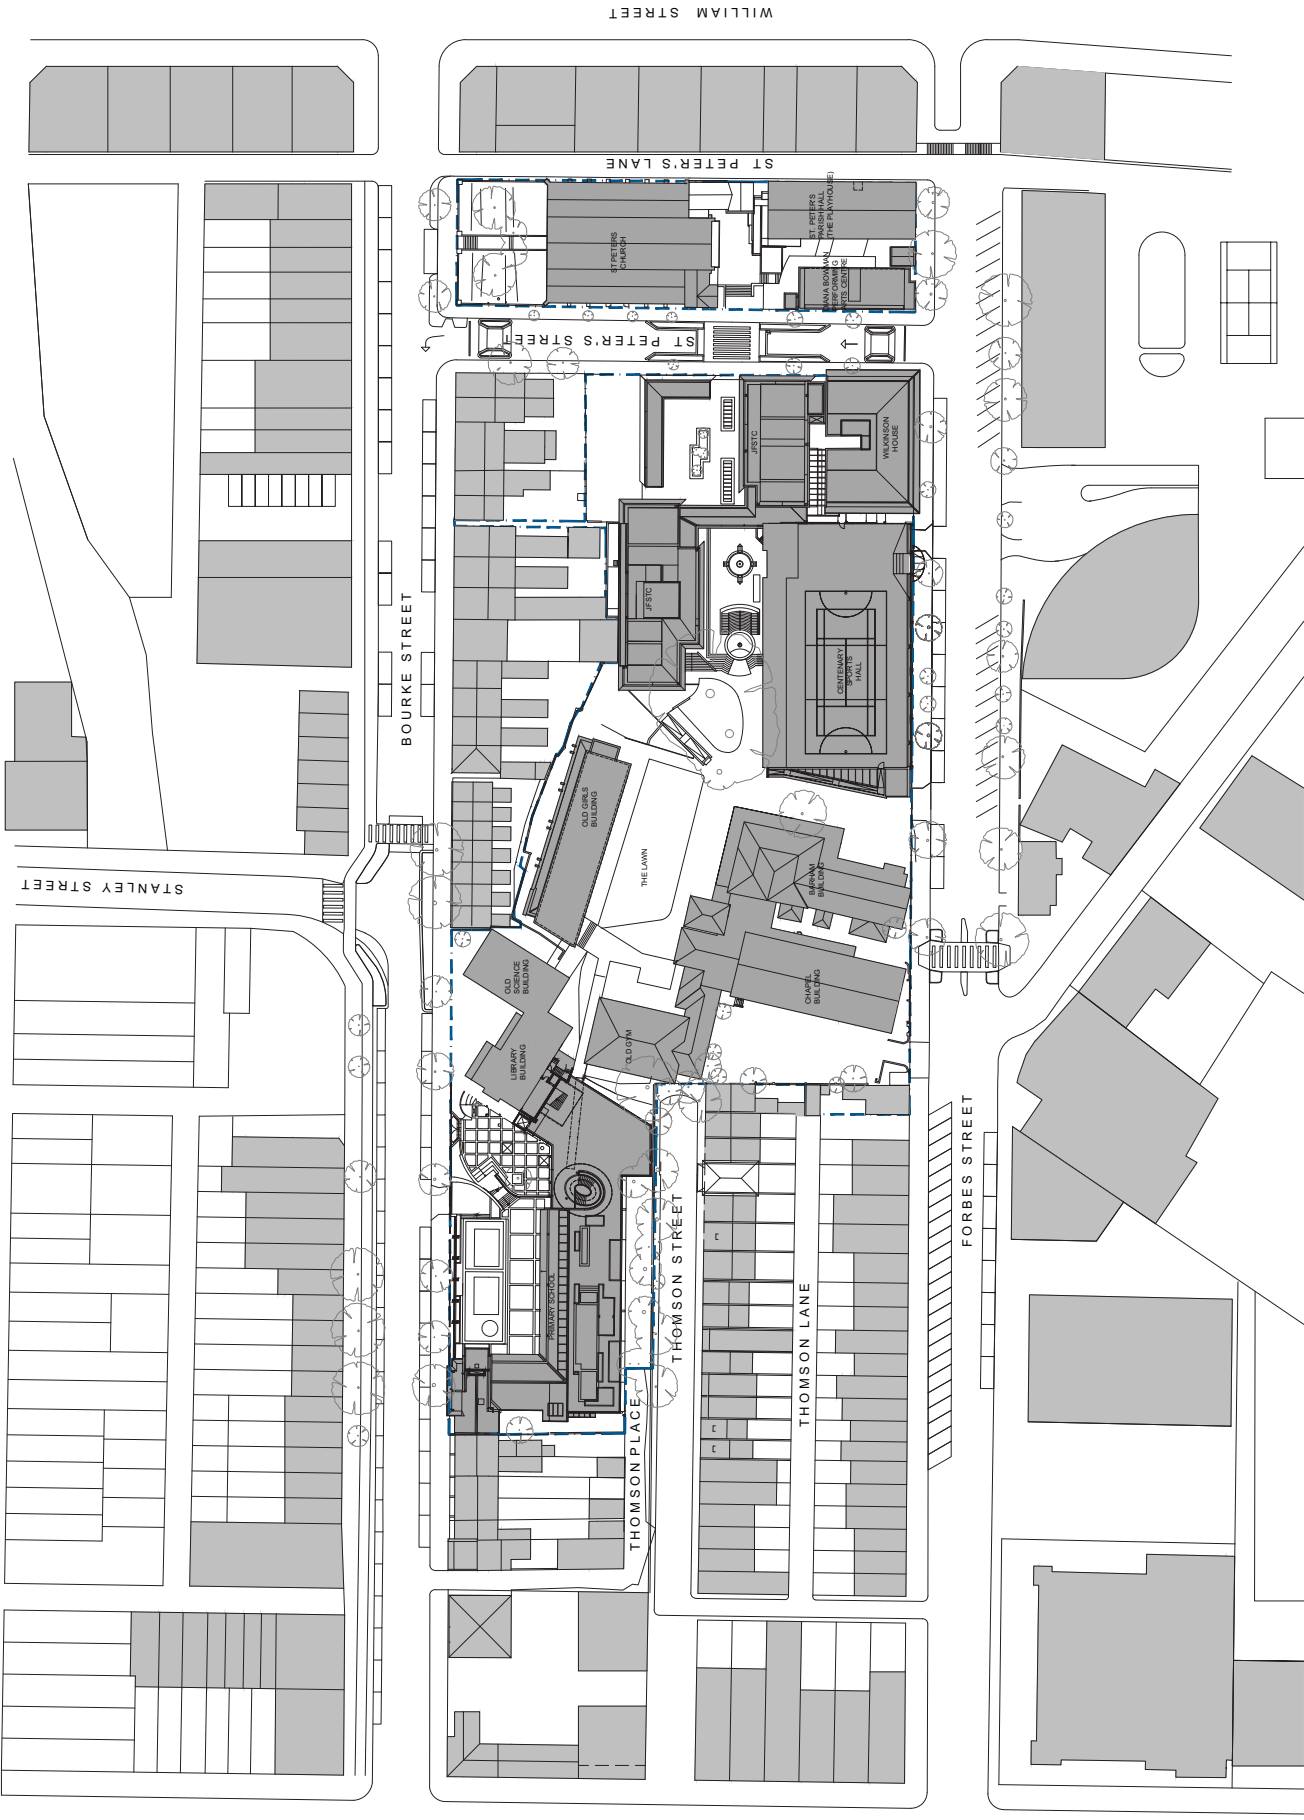 WILLIAM STREET
ST PETER'S LANE
ST PETERS
CHURCH
ST. PETER'S
PARISH HALL
(THE PLAYHOUSE)
DIANA BOWMAN
PERFORMING
ARTS CENTRE
ST PETER'S STREET
JFSTC
WILKINSON
HOUSE
JFSTC
CENTENARY
SPORTS
HALL
BOURKE STREET
OLD GIRLS
BUILDING
THE LAWN
BARHAM
BUILDING
STANLEY STREET
OLD
SCIENCE
BUILDING
CHAPEL
BUILDING
LIBRARY
BUILDING
OLD GYM
FORBES STREET
THOMSON STREET
PRIMARY SCHOOL
THOMSON LANE
THOMSON PLACE